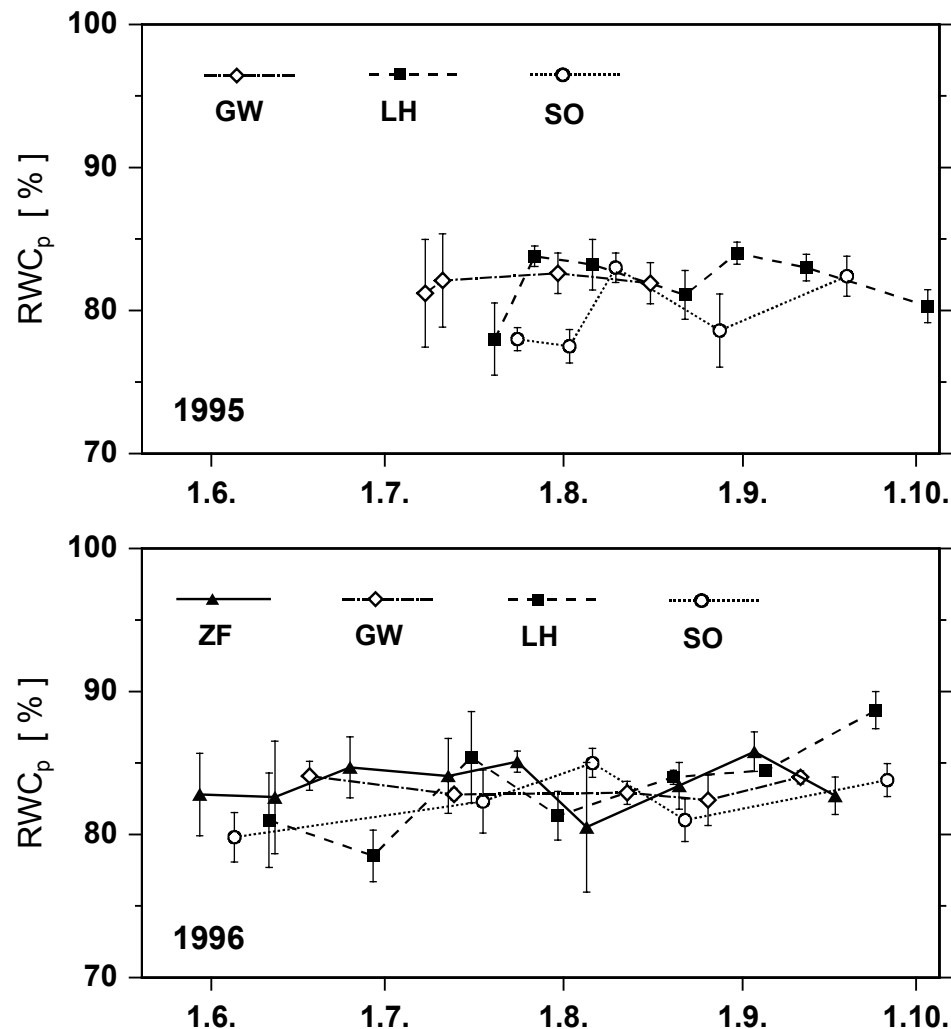 100
GW LH SO
90
RWCp [ % ]
80
1995
70
1.6. 1.7. 1.8. 1.9. 1.10.
100
ZF GW LH SO
90
RWCp [ % ]
80
1996
70
1.6. 1.7. 1.8. 1.9. 1.10.